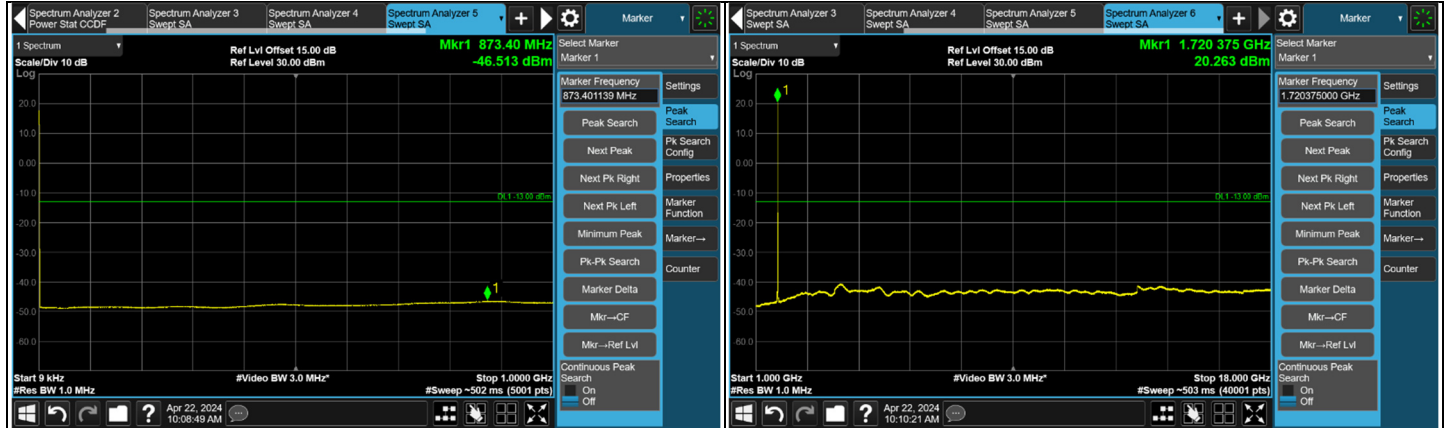 Spectrum Analyzer 2
Power Stat CCDF
Spectrum Analyzer 3
Swept SA
Spectrum Analyzer 4
Swept SA
Spectrum Analyzer 5
Swept SA
+
Marker
1 Spectrum
Scale/Div 10 dB
Log
Ref Lvl Offset 15.00 dB
Ref Level 30.00 dBm
Mkr1 873.40 MHz
-46.513 dBm
20.0
10.0
0.00
-10.0
-20.0
-30.0
-40.0
-50.0
-60.0
DL1 -13.00 dBm
1
Start 9 kHz
#Res BW 1.0 MHz
#Video BW 3.0 MHz*
Stop 1.0000 GHz
#Sweep ~502 ms (5001 pts)
Select Marker
Marker 1
Marker Frequency
873.401139 MHz
Peak Search
Next Peak
Next Pk Right
Next Pk Left
Minimum Peak
Pk-Pk Search
Marker Delta
Mkr→CF
Mkr→Ref Lvl
Continuous Peak
Search
On
Off
Settings
Peak
Search
Pk Search
Config
Properties
Marker
Function
Marker→
Counter
?
Apr 22, 2024
10:08:49 AM
Spectrum Analyzer 3
Swept SA
Spectrum Analyzer 4
Swept SA
Spectrum Analyzer 5
Swept SA
Spectrum Analyzer 6
Swept SA
+
Marker
1 Spectrum
Scale/Div 10 dB
Log
Ref Lvl Offset 15.00 dB
Ref Level 30.00 dBm
Mkr1 1.720 375 GHz
20.263 dBm
20.0
10.0
0.00
-10.0
-20.0
-30.0
-40.0
-50.0
-60.0
DL1 -13.00 dBm
1
Start 1.000 GHz
#Res BW 1.0 MHz
#Video BW 3.0 MHz*
Stop 18.000 GHz
#Sweep ~503 ms (40001 pts)
Select Marker
Marker 1
Marker Frequency
1.720375000 GHz
Peak Search
Next Peak
Next Pk Right
Next Pk Left
Minimum Peak
Pk-Pk Search
Marker Delta
Mkr→CF
Mkr→Ref Lvl
Continuous Peak
Search
On
Off
Settings
Peak
Search
Pk Search
Config
Properties
Marker
Function
Marker→
Counter
?
Apr 22, 2024
10:10:21 AM